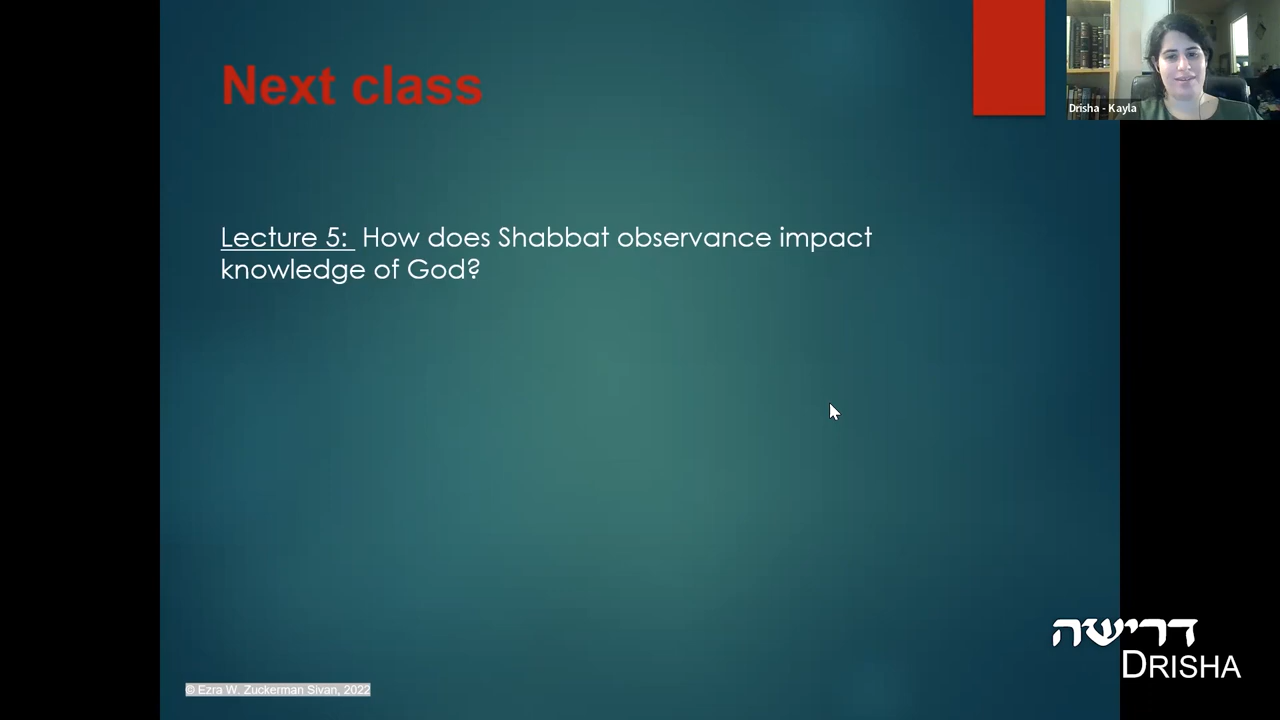 Next class
Drisha - Kayla
Lecture 5:  How does Shabbat observance impact
knowledge of God?
דרישה
DRISHA
© Ezra W. Zuckerman Sivan, 2022